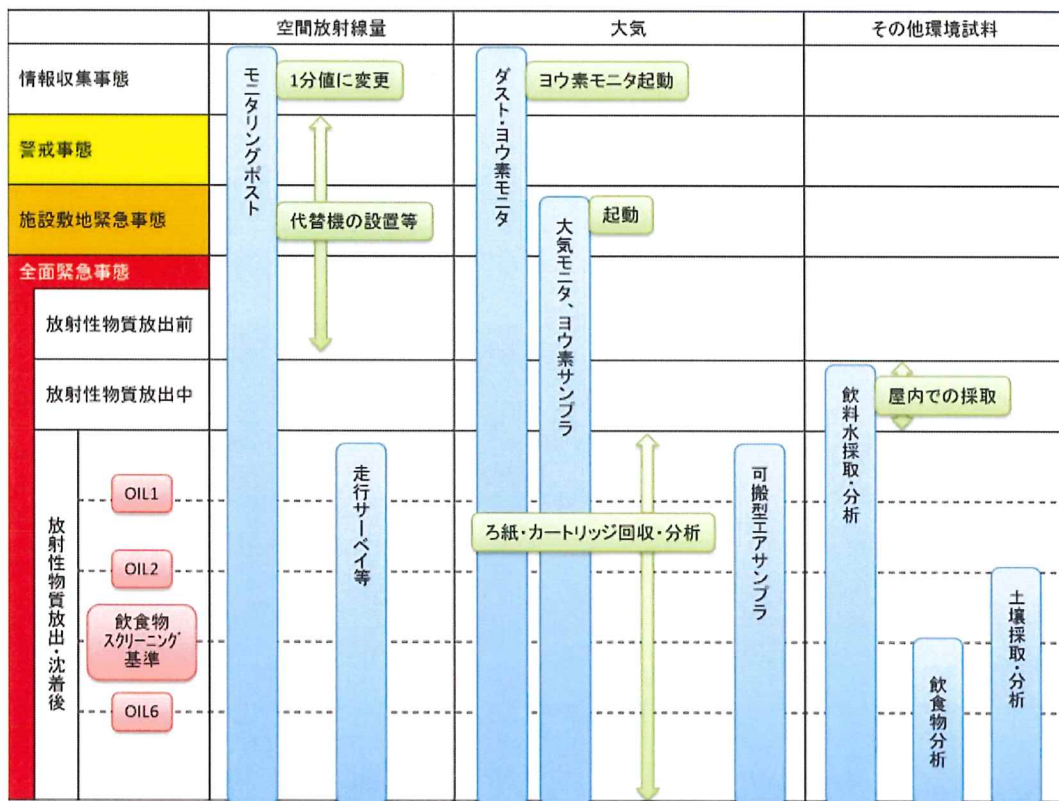 空間放射線量
大気
その他環境試料
情報収集事態
モニタリングポスト
1分値に変更
ダスト・ヨウ素モニタ
ヨウ素モニタ起動
警戒事態
施設敷地緊急事態
代替機の設置等
大気モニタ、ヨウ素サンプラ
起動
全面緊急事態
放射性物質放出前
放射性物質放出中
飲料水採取・分析
屋内での採取
放射性物質放出・沈着後
OIL1
OIL2
飲食物
スクリーニング
基準
OIL6
走行サーベイ等
ろ紙・カートリッジ回収・分析
可搬型エアサンプラ
飲食物分析
土壌採取・分析